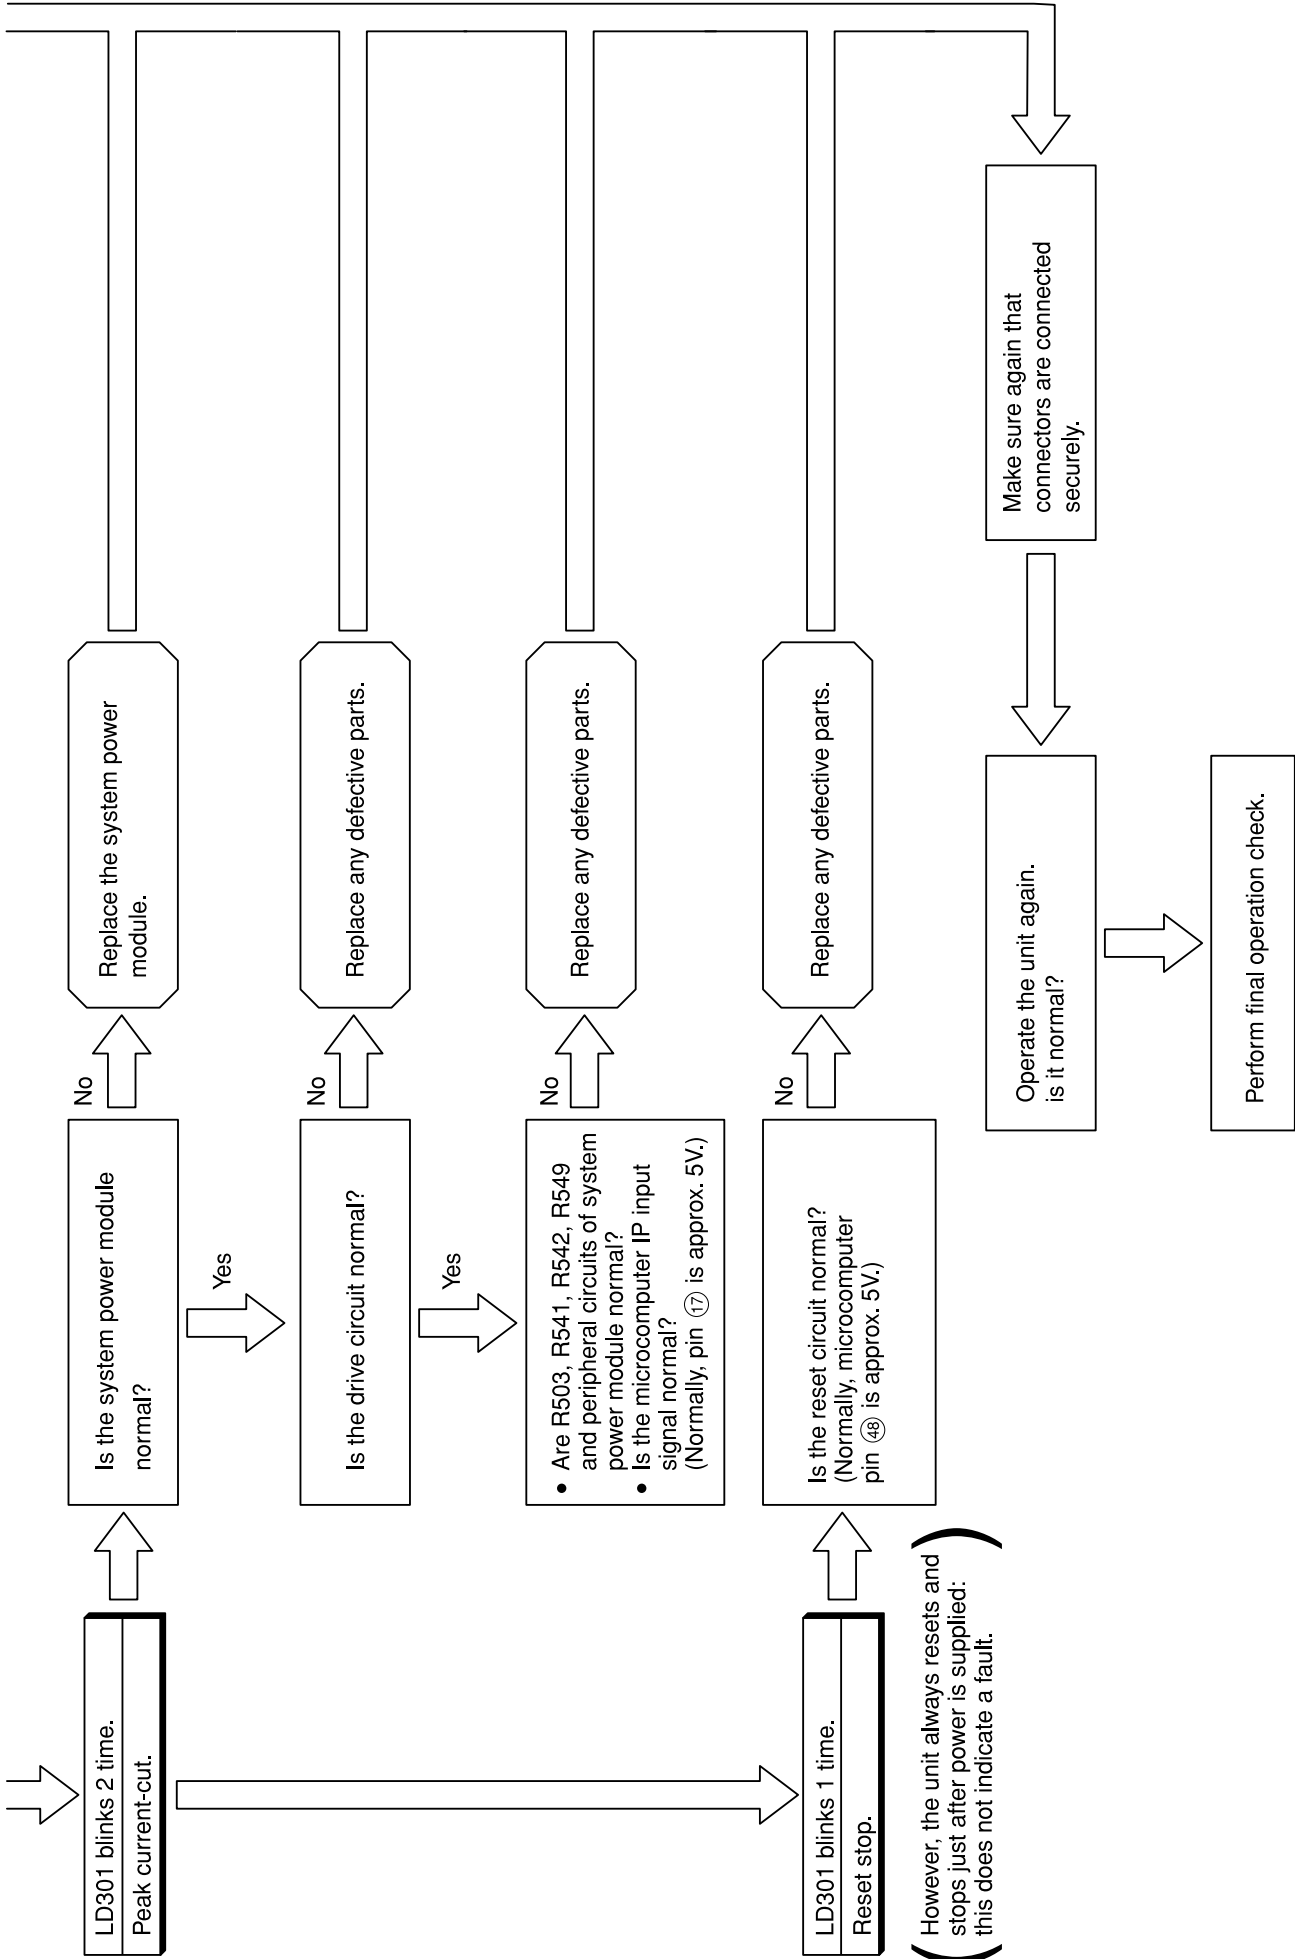 LD301 blinks 2 time.
Peak current-cut.
Is the system power module
normal?
No
Replace the system power
module.
Yes
Is the drive circuit normal?
No
Replace any defective parts.
Yes
• Are R503, R541, R542, R549
and peripheral circuits of system
power module normal?
• Is the microcomputer IP input
signal normal?
(Normally, pin ⑰ is approx. 5V.)
No
Replace any defective parts.
LD301 blinks 1 time.
Reset stop.
(However, the unit always resets and
stops just after power is supplied:
this does not indicate a fault.)
Is the reset circuit normal?
(Normally, microcomputer
pin ㊽ is approx. 5V.)
No
Replace any defective parts.
Make sure again that
connectors are connected
securely.
Operate the unit again.
is it normal?
Perform final operation check.